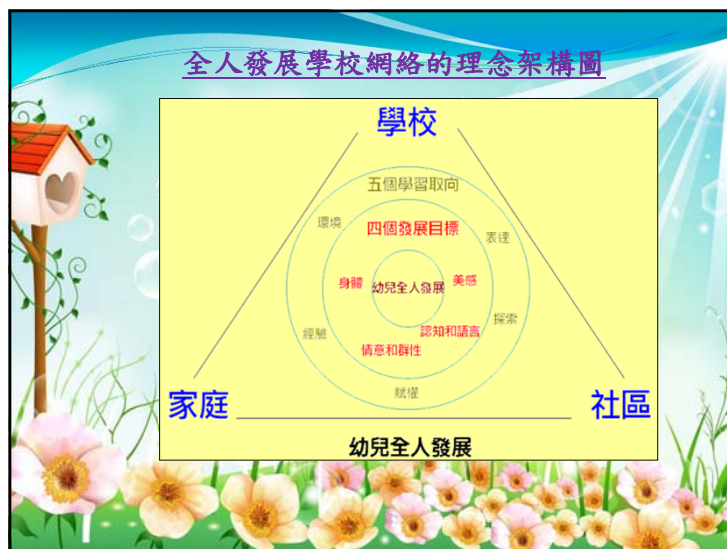 全人發展學校網絡的理念架構圖
學校
五個學習取向
環境
四個發展目標
表達
身體
幼兒全人發展
美感
探索
經驗
認知和語言
情意和群性
賦權
家庭
社區
幼兒全人發展